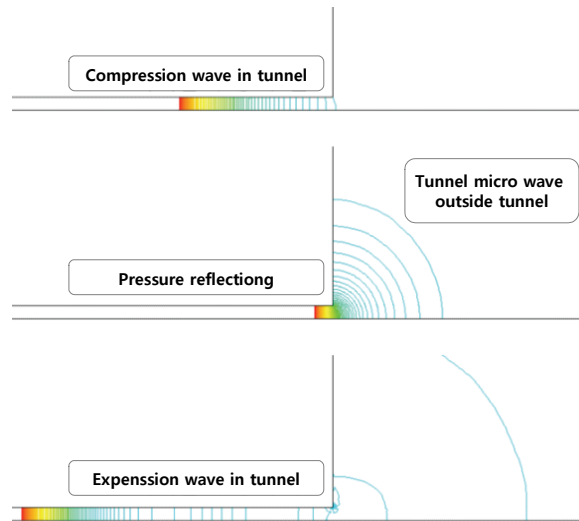 Compression wave in tunnel
Tunnel micro wave
outside tunnel
Pressure reflectiong
Expenssion wave in tunnel